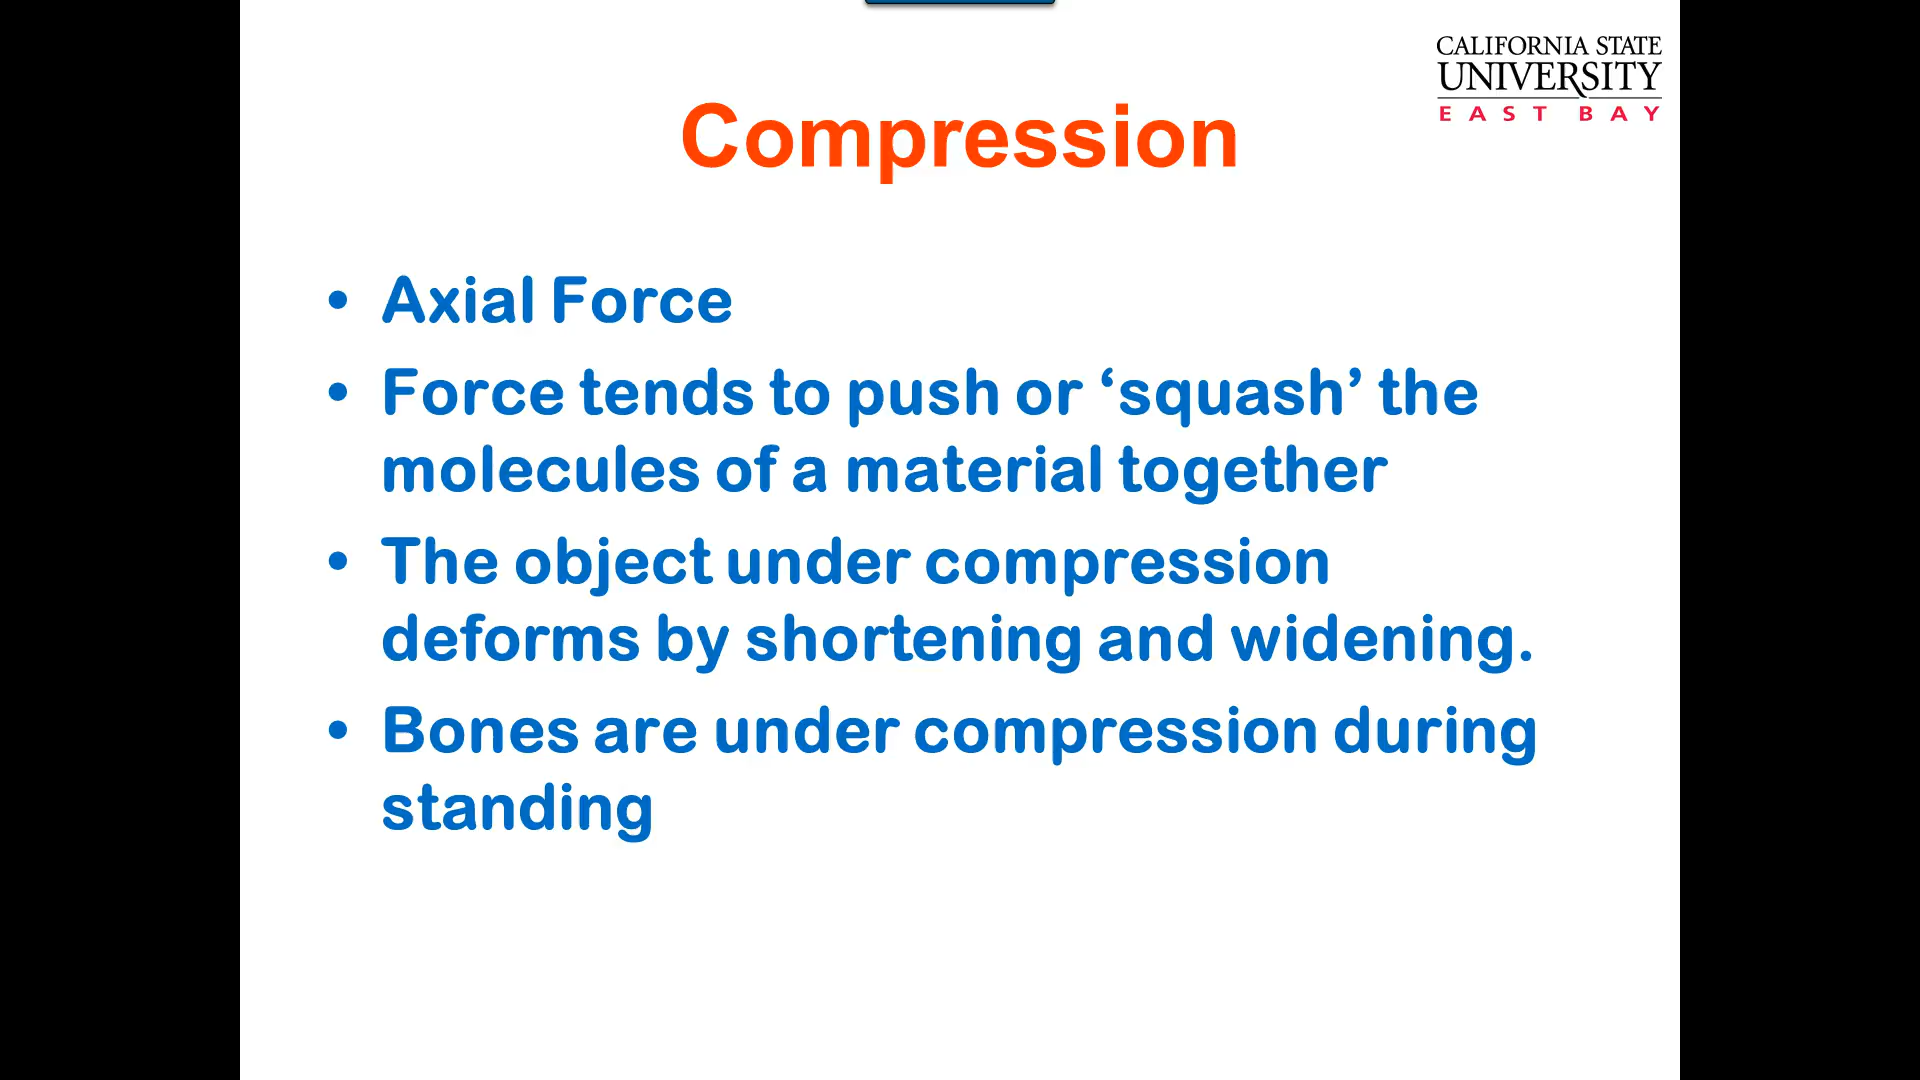 CALIFORNIA STATE
UNIVERSITY
EAST BAY
Compression
• Axial Force
• Force tends to push or ‘squash’ the
molecules of a material together
• The object under compression
deforms by shortening and widening.
• Bones are under compression during
standing